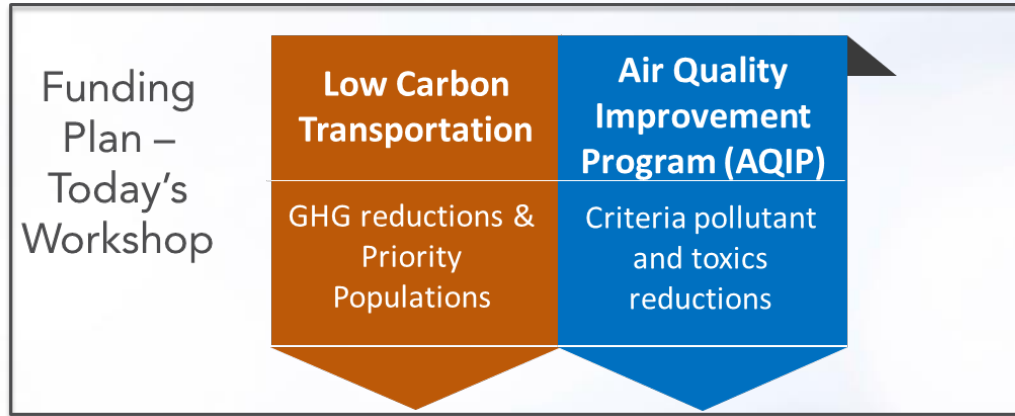 Funding
Plan –
Today’s
Workshop
Low Carbon
Transportation
GHG reductions &
Priority
Populations
Air Quality
Improvement
Program (AQIP)
Criteria pollutant
and toxics
reductions